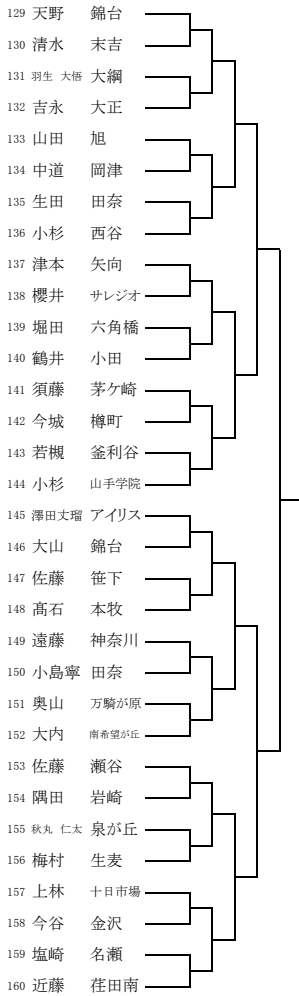 129 天野 錦台
130 清水 末吉
131 羽生 大悟 大綱
132 吉永 大正
133 山田 旭
134 中道 岡津
135 生田 田奈
136 小杉 西谷
137 津本 矢向
138 櫻井 サレジオ
139 堀田 六角橋
140 鶴井 小田
141 須藤 茅ケ崎
142 今城 樽町
143 若槻 釜利谷
144 小杉 山手学院
145 澤田丈瑠 アイリス
146 大山 錦台
147 佐藤 笹下
148 髙石 本牧
149 遠藤 神奈川
150 小島寧 田奈
151 奥山 万騎が原
152 大内 南希望が丘
153 佐藤 瀬谷
154 隅田 岩崎
155 秋丸 仁太 泉が丘
156 梅村 生麦
157 上林 十日市場
158 今谷 金沢
159 塩崎 名瀬
160 近藤 荏田南